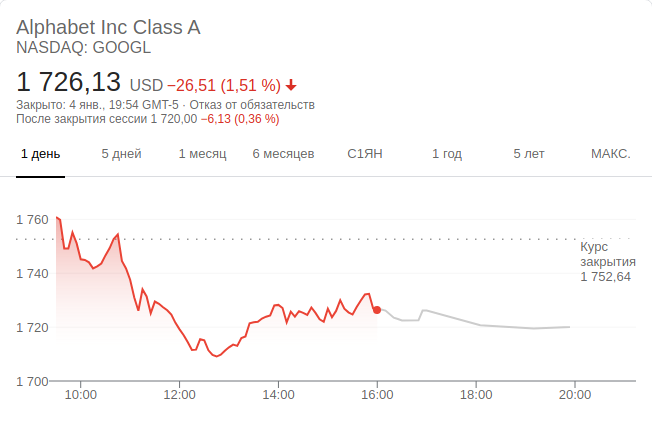 Alphabet Inc Class A
NASDAQ: GOOGL
1 726,13 USD −26,51 (1,51 %)
Закрыто: 4 янв., 19:54 GMT-5 · Отказ от обязательств
После закрытия сессии 1 720,00 −6,13 (0,36 %)
1 день 5 дней 1 месяц 6 месяцев С1ЯН 1 год 5 лет МАКС.
1 760
Курс
закрытия
1 752,64
1 740
1 720
1 700
10:00 12:00 14:00 16:00 18:00 20:00